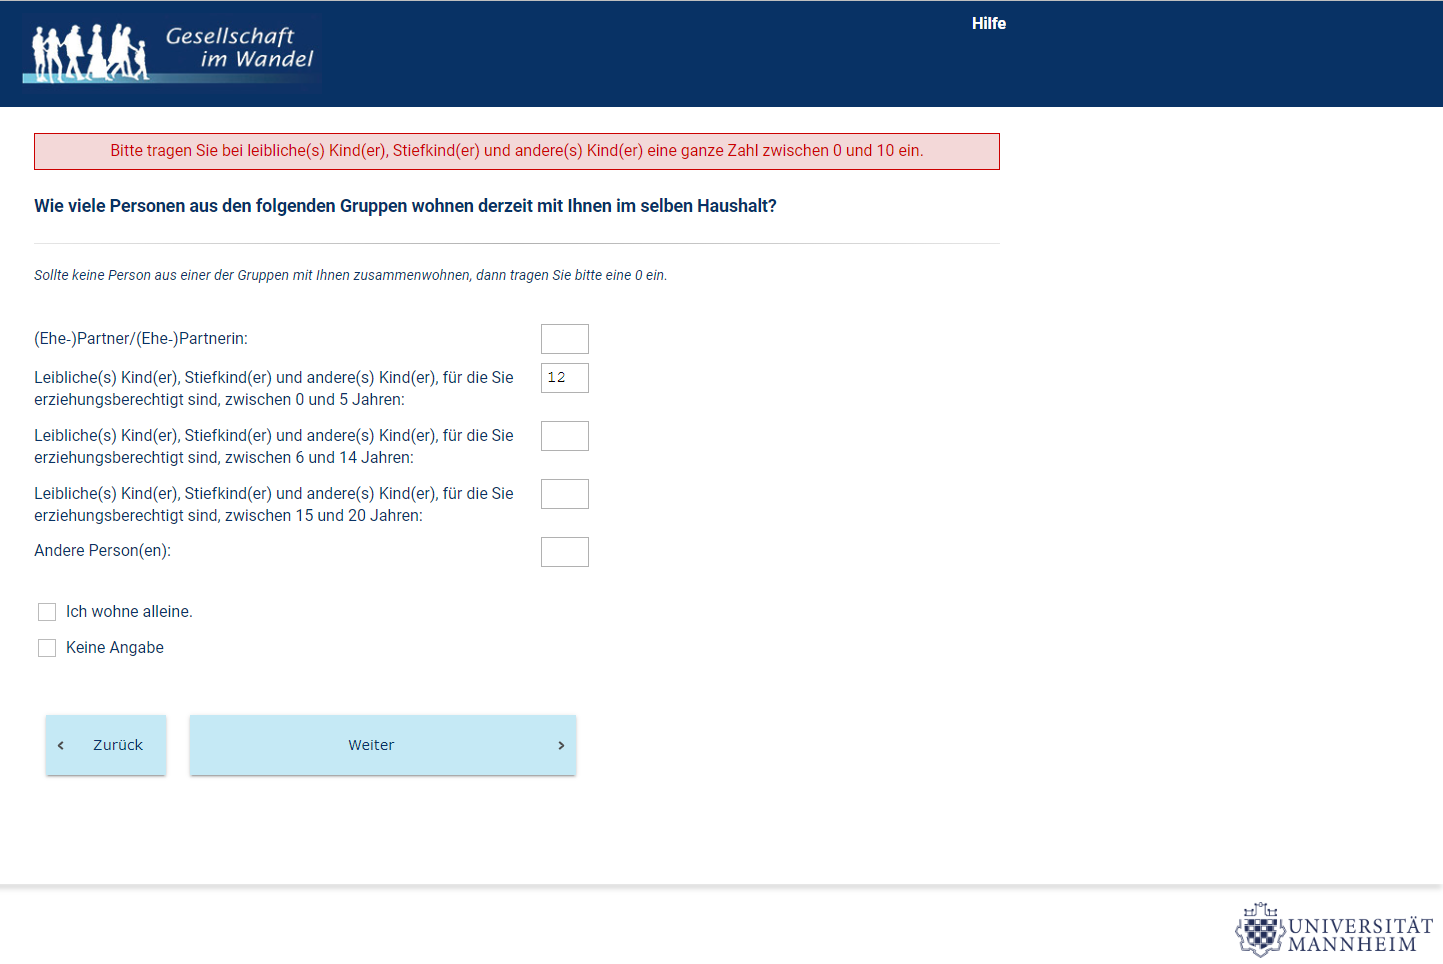 Gesellschaft
im Wandel
Hilfe
Bitte tragen Sie bei leibliche(s) Kind(er), Stiefkind(er) und andere(s) Kind(er) eine ganze Zahl zwischen 0 und 10 ein.
Wie viele Personen aus den folgenden Gruppen wohnen derzeit mit Ihnen im selben Haushalt?
Sollte keine Person aus einer der Gruppen mit Ihnen zusammenwohnen, dann tragen Sie bitte eine 0 ein.
(Ehe-)Partner/(Ehe-)Partnerin:
Leibliche(s) Kind(er), Stiefkind(er) und andere(s) Kind(er), für die Sie 12
erziehungsberechtigt sind, zwischen 0 und 5 Jahren:
Leibliche(s) Kind(er), Stiefkind(er) und andere(s) Kind(er), für die Sie
erziehungsberechtigt sind, zwischen 6 und 14 Jahren:
Leibliche(s) Kind(er), Stiefkind(er) und andere(s) Kind(er), für die Sie
erziehungsberechtigt sind, zwischen 15 und 20 Jahren:
Andere Person(en):
Ich wohne alleine.
Keine Angabe
‹ Zurück Weiter ›
UNIVERSITÄT
MANNHEIM